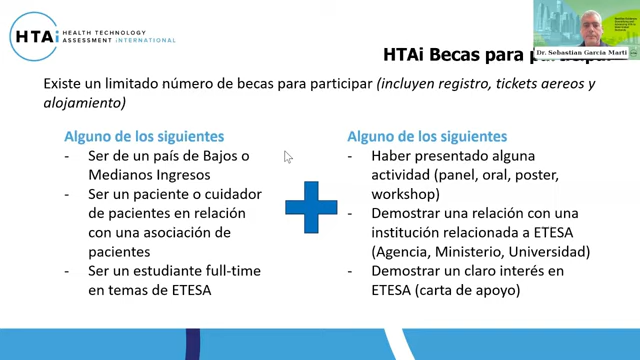 HTAi HEALTH TECHNOLOGY
ASSESSMENT INTERNATIONAL
Dr. Sebastian García Martí
HTAi Becas para participar
Existe un limitado número de becas para participar (incluyen registro, tickets aereos y
alojamiento)
Alguno de los siguientes
- Ser de un país de Bajos o
Medianos Ingresos
- Ser un paciente o cuidador
de pacientes en relación
con una asociación de
pacientes
- Ser un estudiante full-time
en temas de ETESA
Alguno de los siguientes
- Haber presentado alguna
actividad (panel, oral, poster,
workshop)
- Demostrar una relación con una
institución relacionada a ETESA
(Agencia, Ministerio, Universidad)
- Demostrar un claro interés en
ETESA (carta de apoyo)